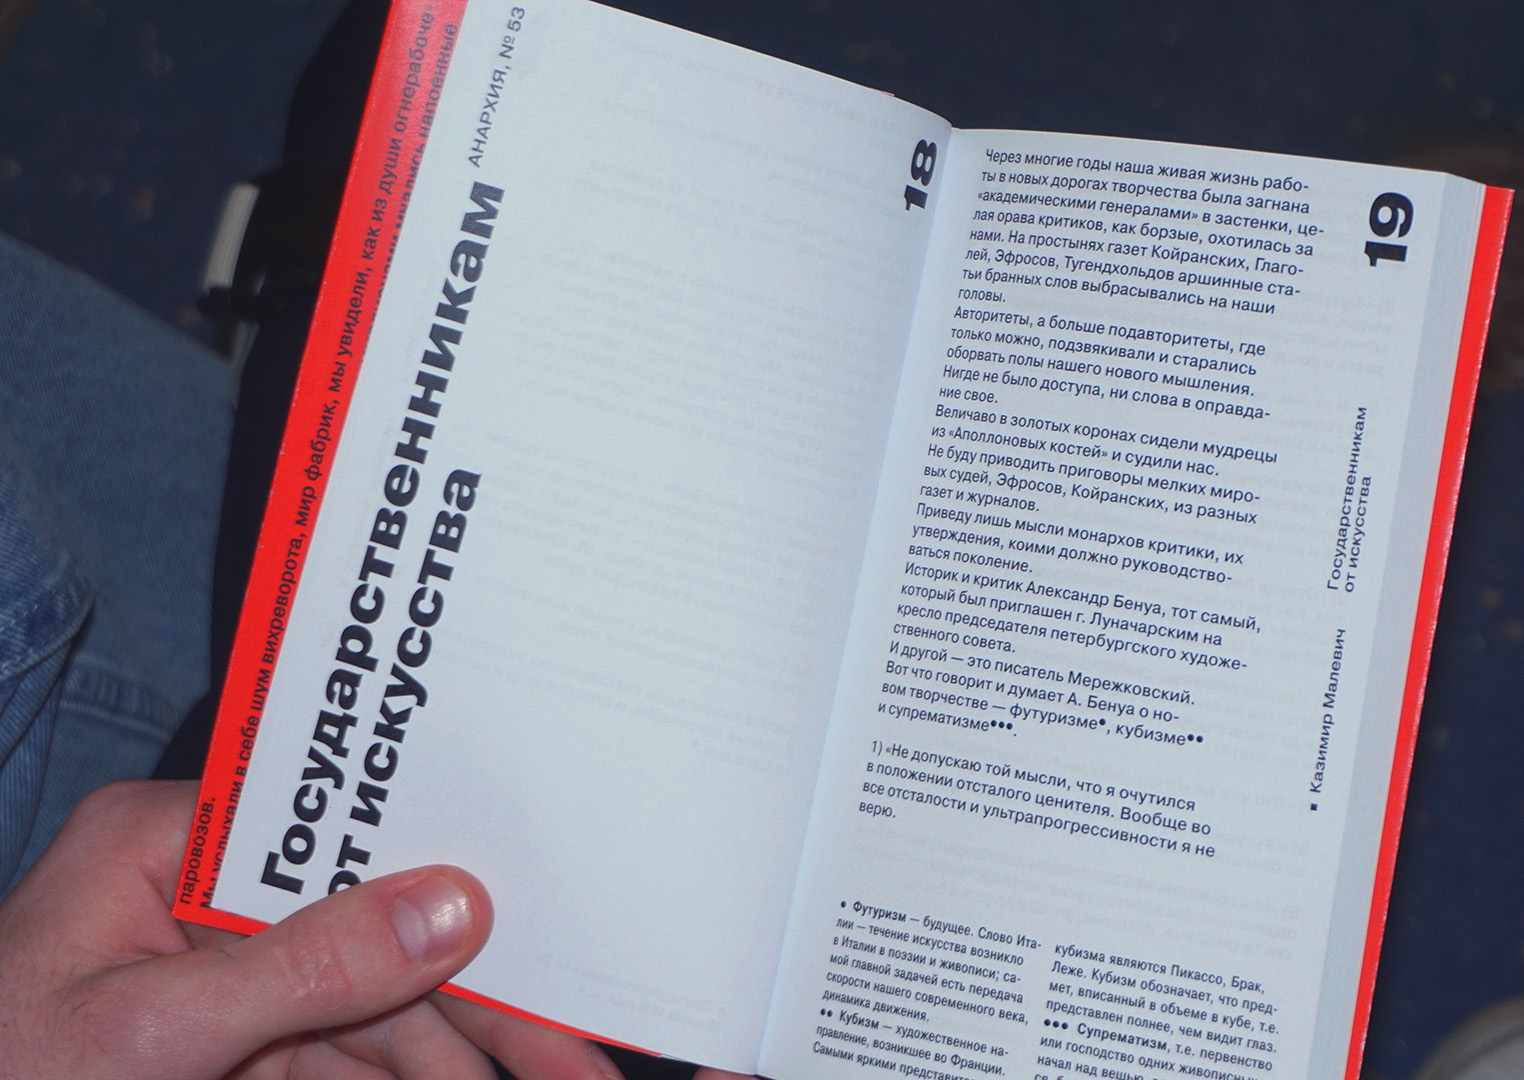 ского организма мчались напоенные
паровозов.
Мы услыхали в себе шум вихреворота, мир фабрик, мы увидели, как из души огнерабоче-
Государственникам
от искусства
АНАРХИЯ, № 53
18
Через многие годы наша живая жизнь рабо-
ты в новых дорогах творчества была загнана
«академическими генералами» в застенки, це-
лая орава критиков, как борзые, охотилась за
нами. На простынях газет Койранских, Глаго-
лей, Эфросов, Тугендхольдов аршинные ста-
тьи бранных слов выбрасывались на наши
головы.
Авторитеты, а больше подавторитеты, где
только можно, подзвякивали и старались
оборвать полы нашего нового мышления.
Нигде не было доступа, ни слова в оправда-
ние свое.
Величаво в золотых коронах сидели мудрецы
из «Аполлоновых костей» и судили нас.
Не буду приводить приговоры мелких миро-
вых судей, Эфросов, Койранских, из разных
газет и журналов.
Приведу лишь мысли монархов критики, их
утверждения, коими должно руководство-
ваться поколение.
Историк и критик Александр Бенуа, тот самый,
который был приглашен г. Луначарским на
кресло председателя петербургского художе-
ственного совета.
И другой — это писатель Мережковский.
Вот что говорит и думает А. Бенуа о но-
вом творчестве — футуризме•, кубизме••
и супрематизме•••.
1) «Не допускаю той мысли, что я очутился
в положении отсталого ценителя. Вообще во
все отсталости и ультрапрогрессивности я не
верю.
• Футуризм — будущее. Слово Ита-
лии — течение искусства возникло
в Италии в поэзии и живописи; са-
мой главной задачей есть передача
скорости нашего современного века,
динамика движения.
•• Кубизм — художественное на-
правление, возникшее во Франции.
Самыми яркими представител
кубизма являются Пикассо, Брак,
Леже. Кубизм обозначает, что пред-
мет, вписанный в объеме в кубе, т.е.
представлен полнее, чем видит глаз.
••• Супрематизм, т.е. первенство
или господство одних живописных
начал над вещью,
19
Государственникам
от искусства
▪ Казимир Малевич